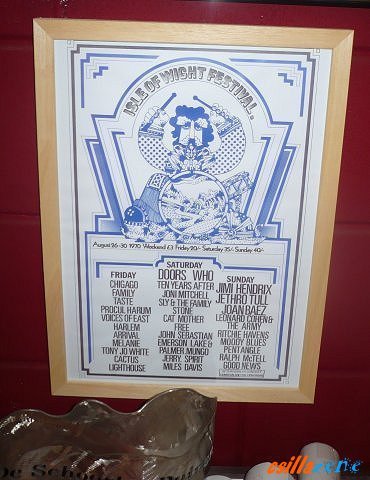 ISLE OF WIGHT FESTIVAL.
August 26-30 1970 Weekend £3 Friday 20/- Saturday 35/- Sunday 40/-
FRIDAY
CHICAGO
FAMILY
TASTE
PROCUL HARUM
VOICES OF EAST
HARLEM
ARRIVAL
MELANIE
TONY JO WHITE
CACTUS
LIGHTHOUSE
SATURDAY
DOORS WHO
TEN YEARS AFTER
JONI MITCHELL
SLY & THE FAMILY
STONE
CAT MOTHER
FREE
JOHN SEBASTIAN
EMERSON LAKE &
PALMER. MUNGO
JERRY. SPIRIT
MILES DAVIS
SUNDAY
JIMI HENDRIX
JETHRO TULL
JOAN BAEZ
LEONARD COHEN &
THE ARMY
RITCHIE HAVENS
MOODY BLUES
PENTANGLE
RALPH McTELL
GOOD NEWS
De Schouw